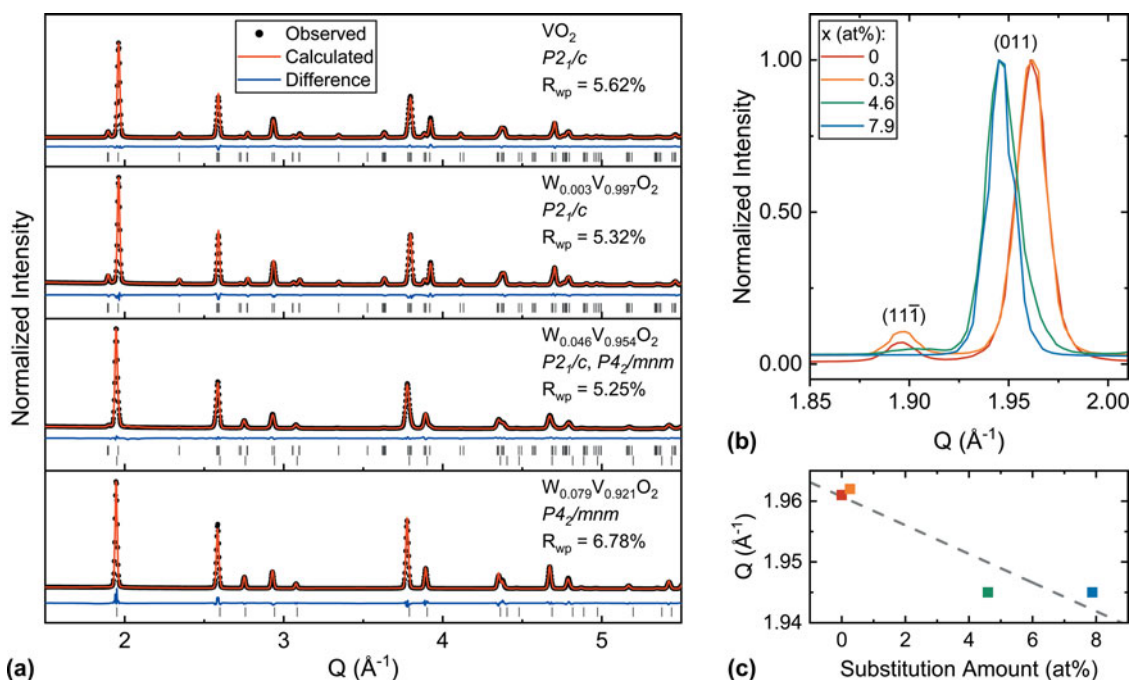 Observed
Calculated
Difference
VO₂
P2₁/c
R_wp = 5.62%
W₀.₀₀₃V₀.₉₉₇O₂
P2₁/c
R_wp = 5.32%
W₀.₀₄₆V₀.₉₅₄O₂
P2₁/c, P4₂/mnm
R_wp = 5.25%
W₀.₀₇₉V₀.₉₂₁O₂
P4₂/mnm
R_wp = 6.78%
Normalized Intensity
2 3 4 5
(a) Q (Å⁻¹)
x (at%):
0
0.3
4.6
7.9
(011)
(111̅)
1.00
0.50
0.00
Normalized Intensity
1.85 1.90 1.95 2.00
(b) Q (Å⁻¹)
1.96
1.95
1.94
Q (Å⁻¹)
0 2 4 6 8
(c) Substitution Amount (at%)